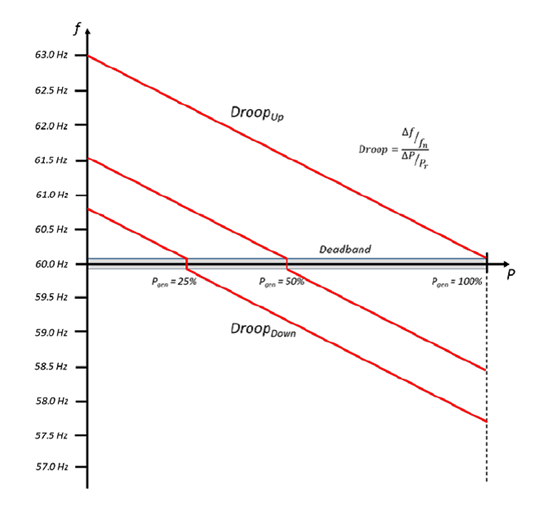 f
63.0 Hz
62.5 Hz
62.0 Hz
61.5 Hz
61.0 Hz
60.5 Hz
60.0 Hz
59.5 Hz
59.0 Hz
58.5 Hz
58.0 Hz
57.5 Hz
57.0 Hz
Droop_Up
Droop = (Δf/f_n)/(ΔP/P_r)
Deadband
P
P_gen = 25%
P_gen = 50%
P_gen = 100%
Droop_Down